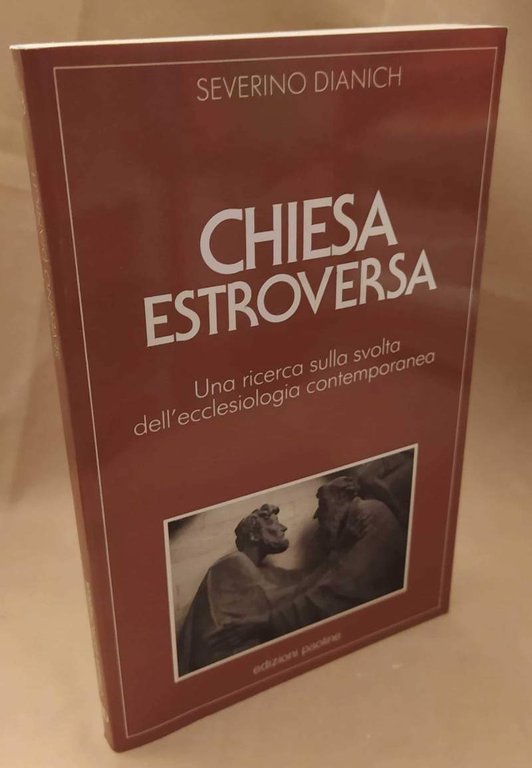 SEVERINO DIANICH
CHIESA
ESTROVERSA
Una ricerca sulla svolta
dell'ecclesiologia contemporanea
edizioni paoline